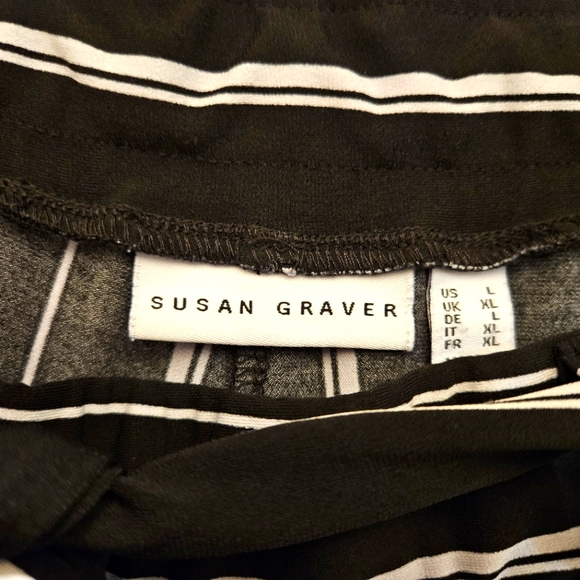 SUSAN GRAVER
US L
UK XL
DE L
IT XL
FR XL